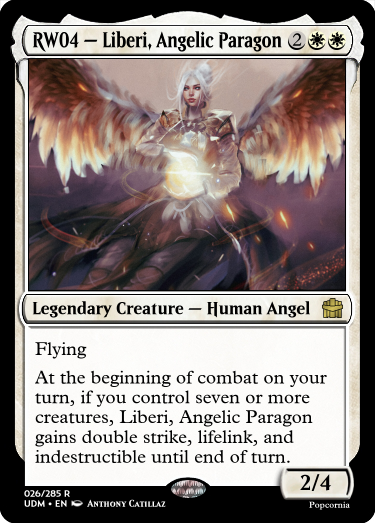 RW04 — Liberi, Angelic Paragon 2
Legendary Creature — Human Angel
Flying
At the beginning of combat on your
turn, if you control seven or more
creatures, Liberi, Angelic Paragon
gains double strike, lifelink, and
indestructible until end of turn.
2/4
026/285 R
UDM • EN Anthony Catillaz
Popcornia